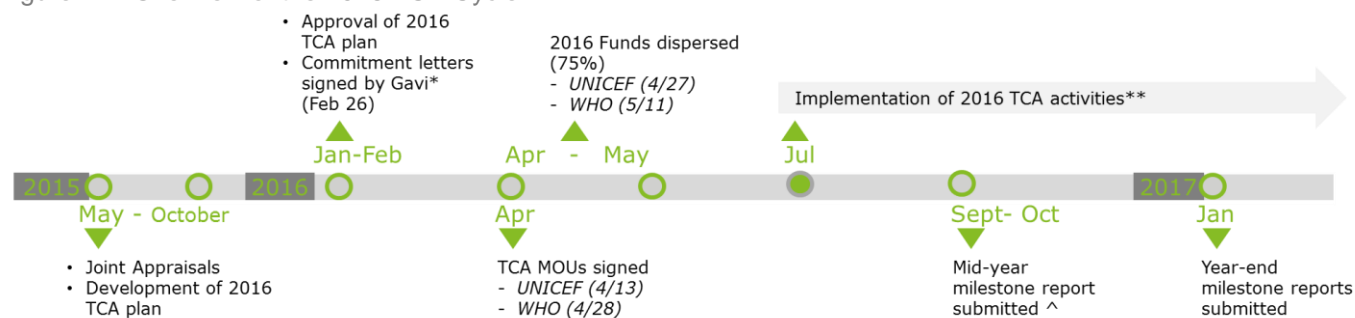 • Approval of 2016
TCA plan
• Commitment letters
signed by Gavi*
(Feb 26)
2016 Funds dispersed
(75%)
- UNICEF (4/27)
- WHO (5/11)
Implementation of 2016 TCA activities**
Jan-Feb
Apr - May
Jul
2015
2016
2017
May - October
Apr
Sept- Oct
Jan
• Joint Appraisals
• Development of 2016
TCA plan
TCA MOUs signed
- UNICEF (4/13)
- WHO (4/28)
Mid-year
milestone report
submitted ^
Year-end
milestone reports
submitted